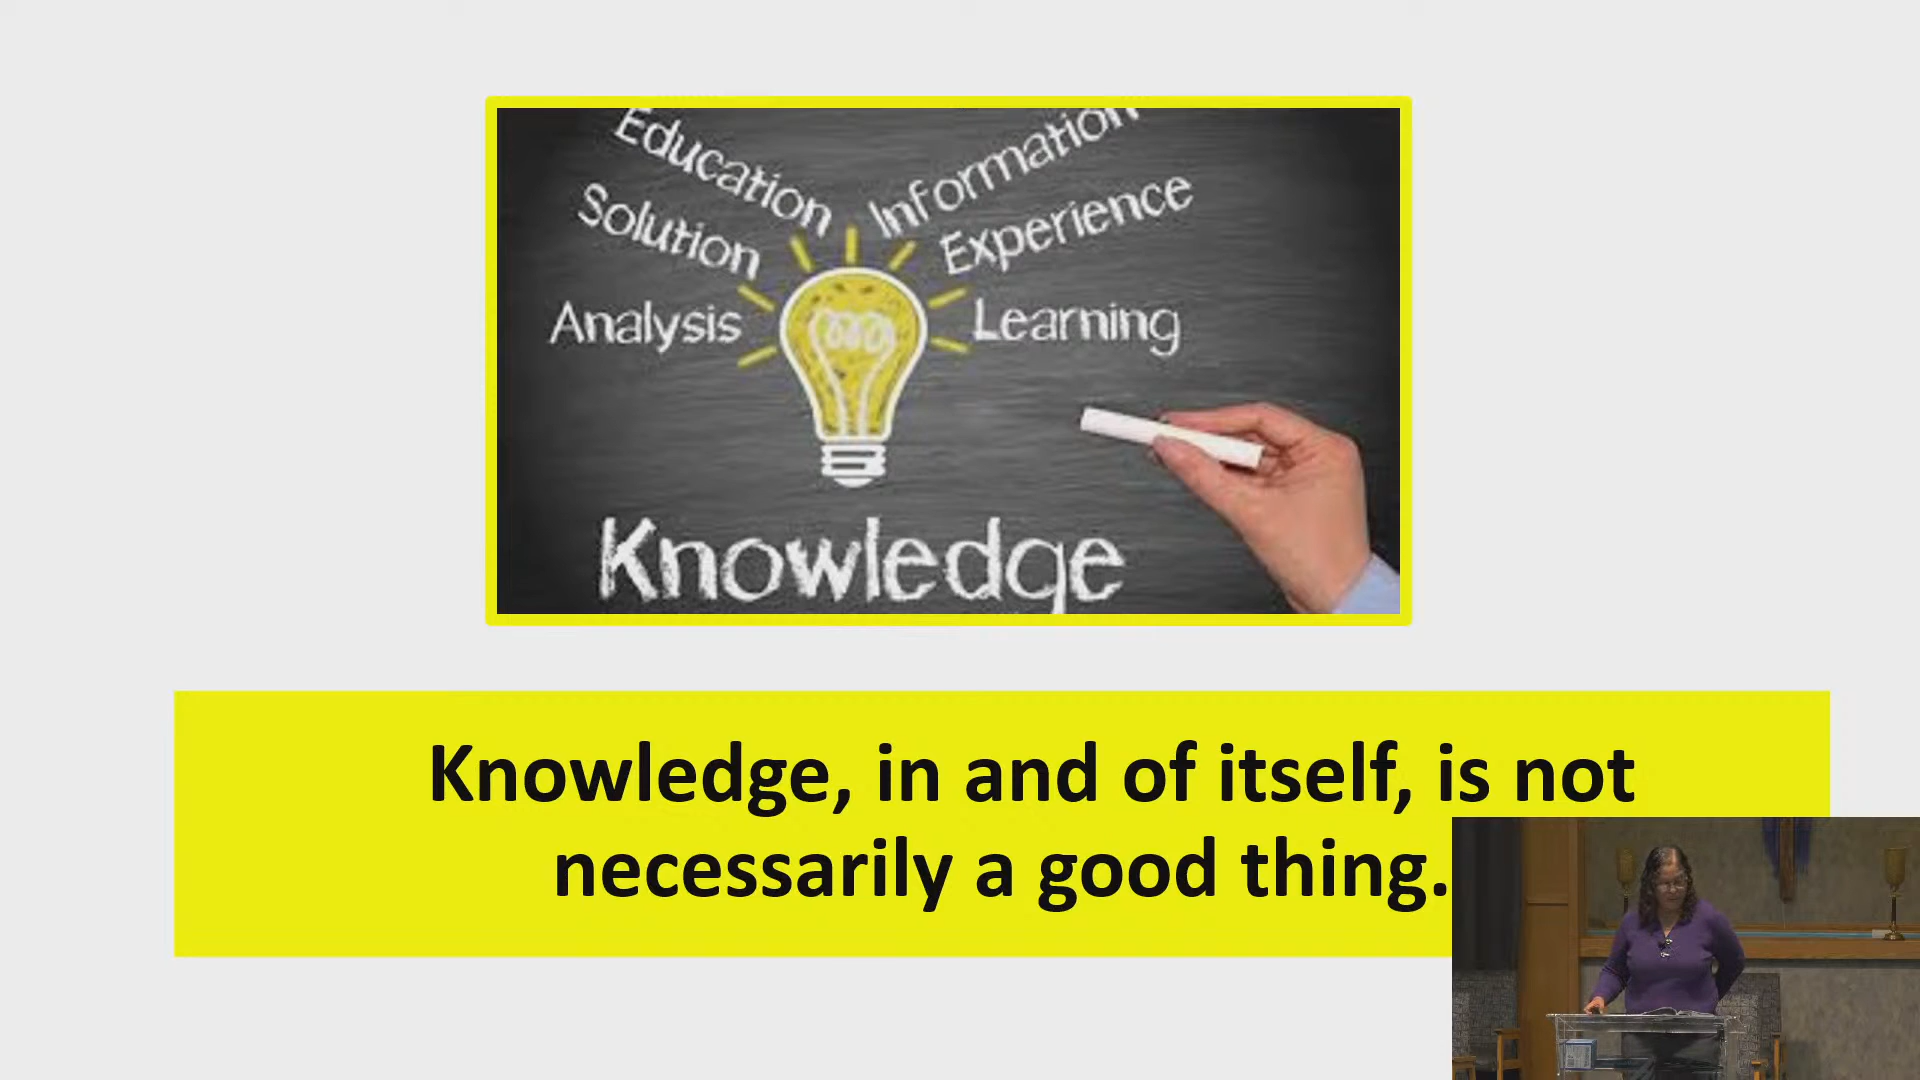 Education
Information
Solution
Experience
Analysis
Learning
Knowledge
Knowledge, in and of itself, is not
necessarily a good thing.